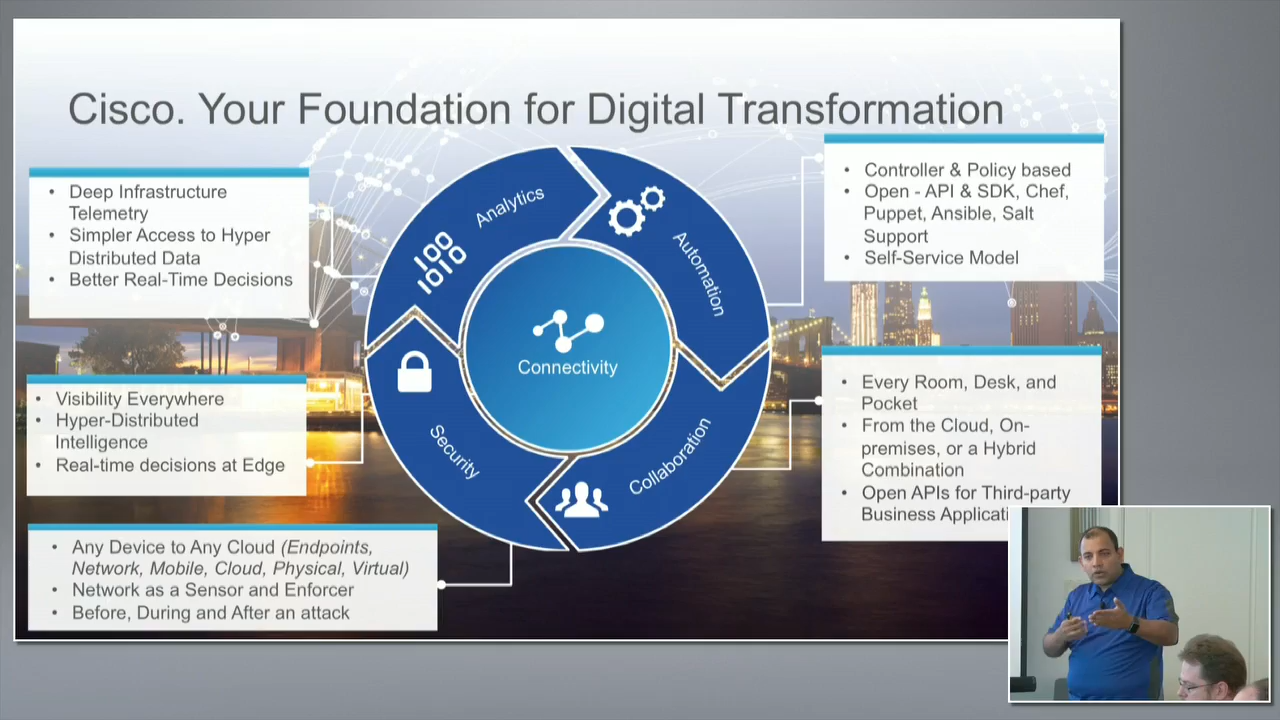 Cisco. Your Foundation for Digital Transformation
• Deep Infrastructure
Telemetry
• Simpler Access to Hyper
Distributed Data
• Better Real-Time Decisions
• Visibility Everywhere
• Hyper-Distributed
Intelligence
• Real-time decisions at Edge
• Any Device to Any Cloud (Endpoints,
Network, Mobile, Cloud, Physical, Virtual)
• Network as a Sensor and Enforcer
• Before, During and After an attack
Analytics
100
1010
Automation
Connectivity
Security
Collaboration
• Controller & Policy based
• Open - API & SDK, Chef,
Puppet, Ansible, Salt
Support
• Self-Service Model
• Every Room, Desk, and
Pocket
• From the Cloud, On-
premises, or a Hybrid
Combination
• Open APIs for Third-party
Business